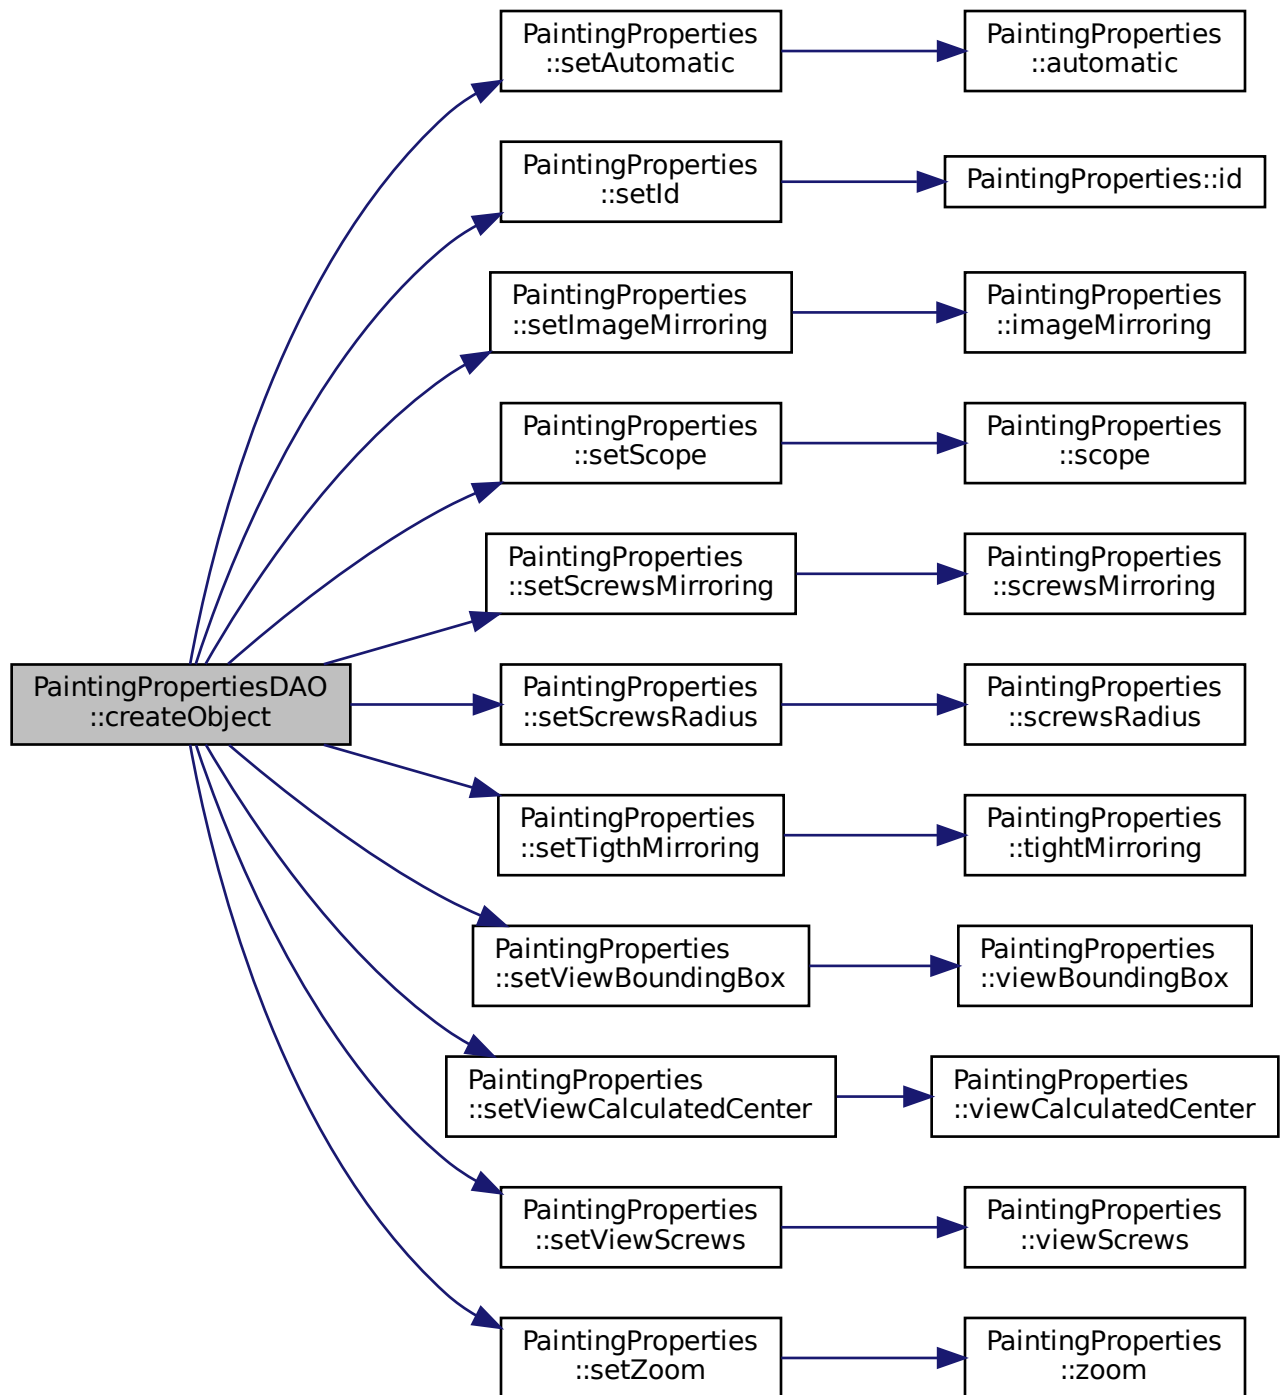 PaintingProperties
::setAutomatic
PaintingProperties
::automatic
PaintingProperties
::setId
PaintingProperties::id
PaintingProperties
::setImageMirroring
PaintingProperties
::imageMirroring
PaintingProperties
::setScope
PaintingProperties
::scope
PaintingProperties
::setScrewsMirroring
PaintingProperties
::screwsMirroring
PaintingPropertiesDAO
::createObject
PaintingProperties
::setScrewsRadius
PaintingProperties
::screwsRadius
PaintingProperties
::setTigthMirroring
PaintingProperties
::tightMirroring
PaintingProperties
::setViewBoundingBox
PaintingProperties
::viewBoundingBox
PaintingProperties
::setViewCalculatedCenter
PaintingProperties
::viewCalculatedCenter
PaintingProperties
::setViewScrews
PaintingProperties
::viewScrews
PaintingProperties
::setZoom
PaintingProperties
::zoom